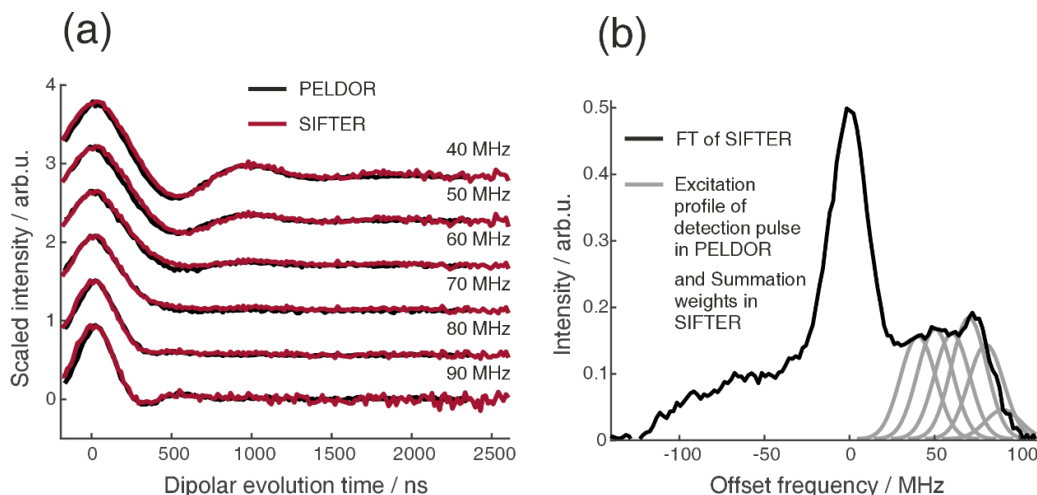 (a)
PELDOR
SIFTER
40 MHz
50 MHz
60 MHz
70 MHz
80 MHz
90 MHz
4
3
2
1
0
Scaled intensity / arb.u.
0 500 1000 1500 2000 2500
Dipolar evolution time / ns
(b)
FT of SIFTER
Excitation
profile of
detection pulse
in PELDOR
and Summation
weights in
SIFTER
0.5
0.4
0.3
0.2
0.1
0
Intensity / arb.u.
-100 -50 0 50 100
Offset frequency / MHz